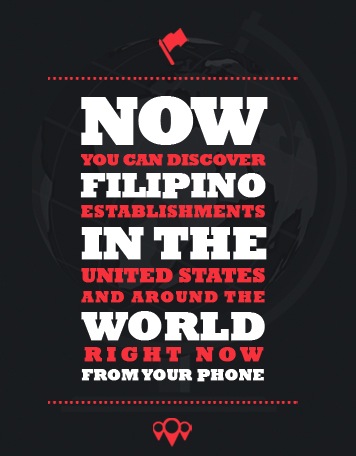 NOW
YOU CAN DISCOVER
FILIPINO
ESTABLISHMENTS
IN THE
UNITED STATES
AND AROUND THE
WORLD
RIGHT NOW
FROM YOUR PHONE